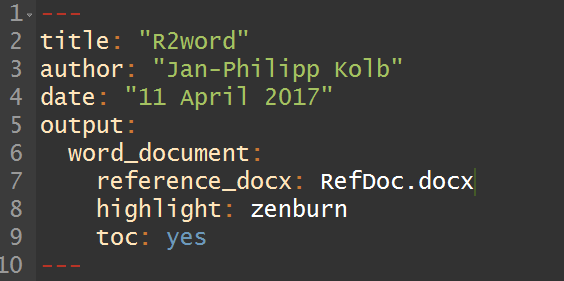 1 ---
2 title: "R2word"
3 author: "Jan-Philipp Kolb"
4 date: "11 April 2017"
5 output:
6   word_document:
7     reference_docx: RefDoc.docx
8     highlight: zenburn
9     toc: yes
10 ---